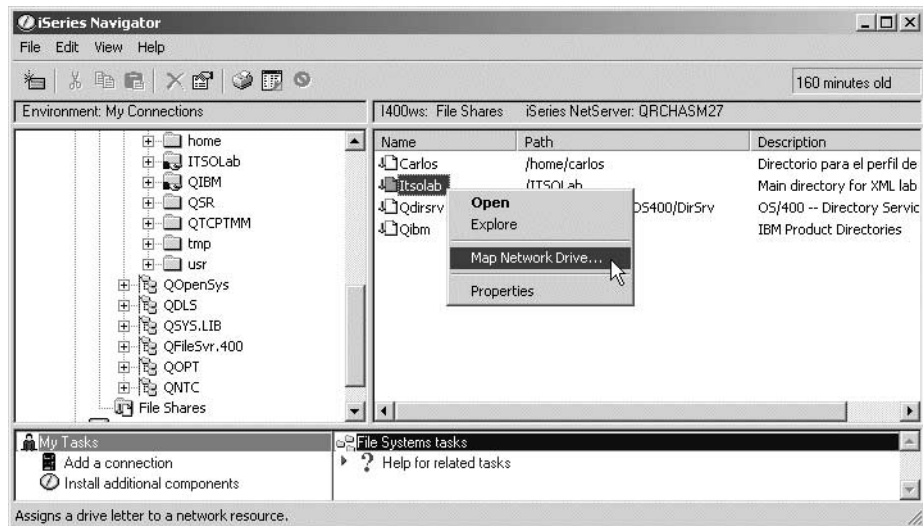 iSeries Navigator
File Edit View Help
160 minutes old
Environment: My Connections
I400ws: File Shares iSeries NetServer: QRCHASM27
home
ITSOLab
QIBM
QSR
QTCPTMM
tmp
usr
QOpenSys
QDLS
QSYS.LIB
QFileSvr.400
QOPT
QNTC
File Shares
Name Path Description
Carlos /home/carlos Directorio para el perfil de
Itsolab /ITSOLab Main directory for XML lab
Qdirsrv OS400/DirSrv OS/400 -- Directory Servic
Qibm IBM Product Directories
Open
Explore
Map Network Drive...
Properties
My Tasks
Add a connection
Install additional components
File Systems tasks
Help for related tasks
Assigns a drive letter to a network resource.